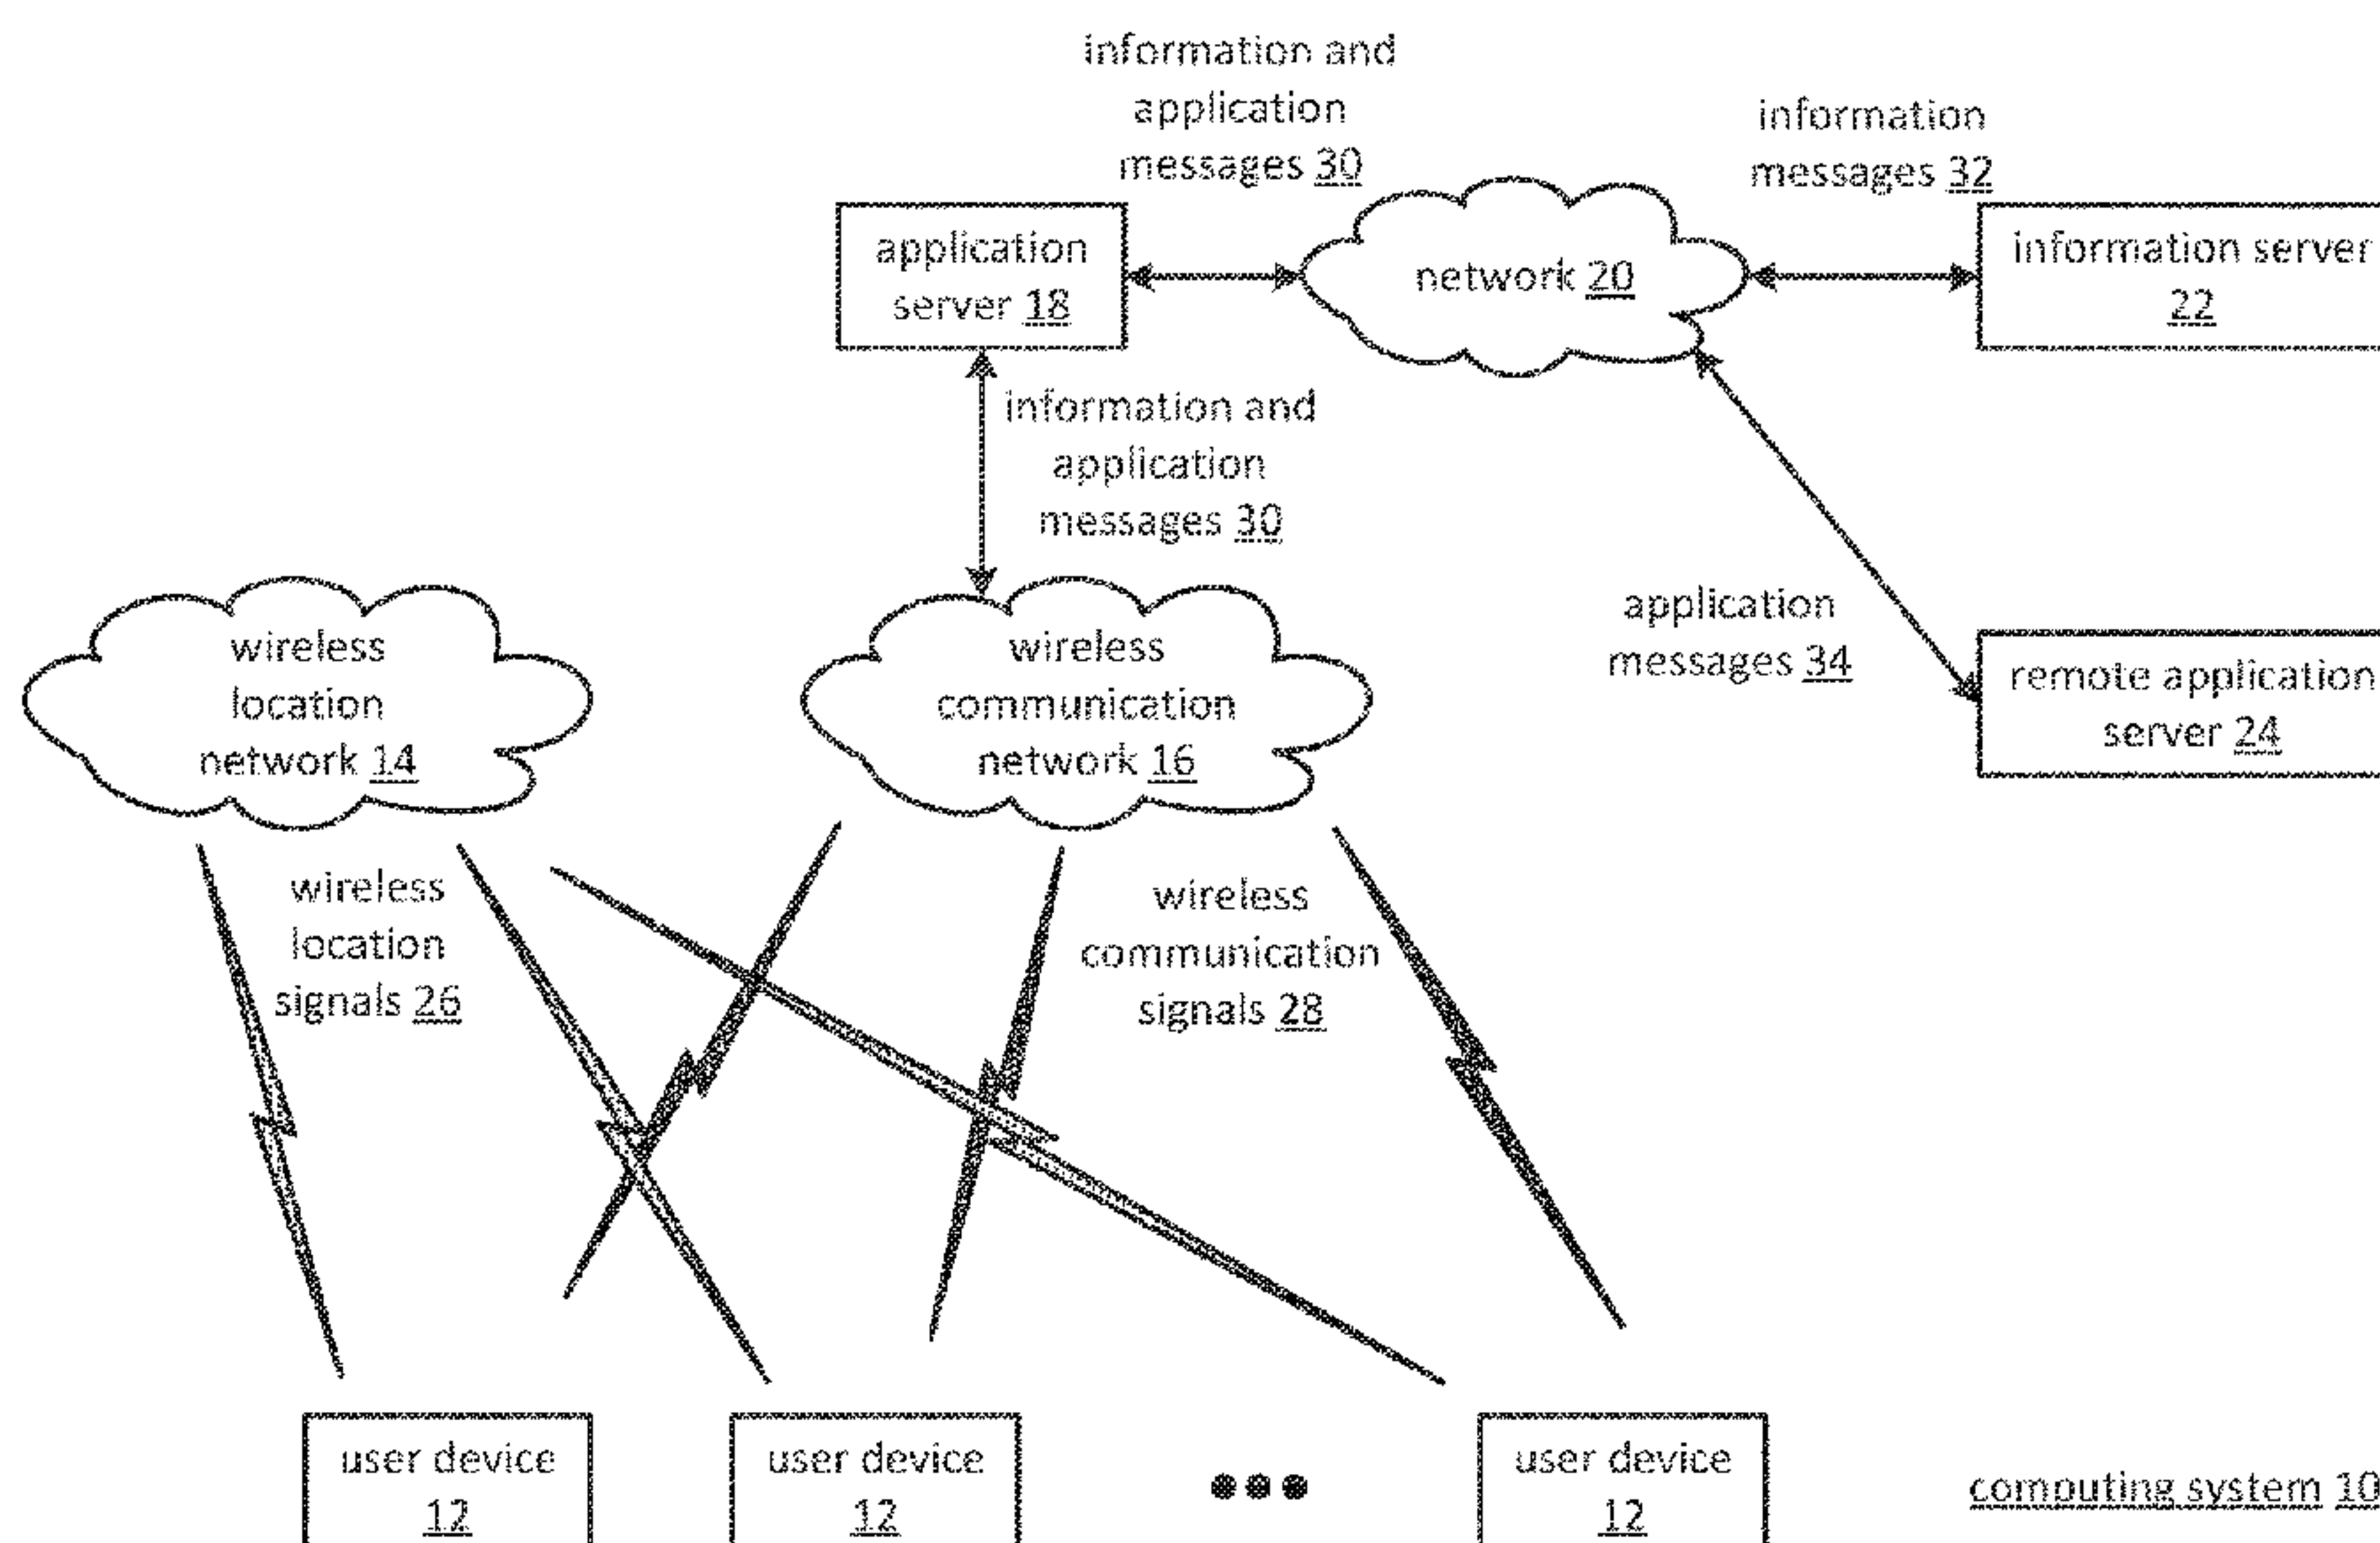 information and
application
messages 30
information
messages 32
application
server 18
network 20
information server
22
information and
application
messages 30
wireless
location
network 14
wireless
communication
network 16
application
messages 34
remote application
server 24
wireless
location
signals 26
wireless
communication
signals 28
user device
12
user device
12
user device
12
computing system 10